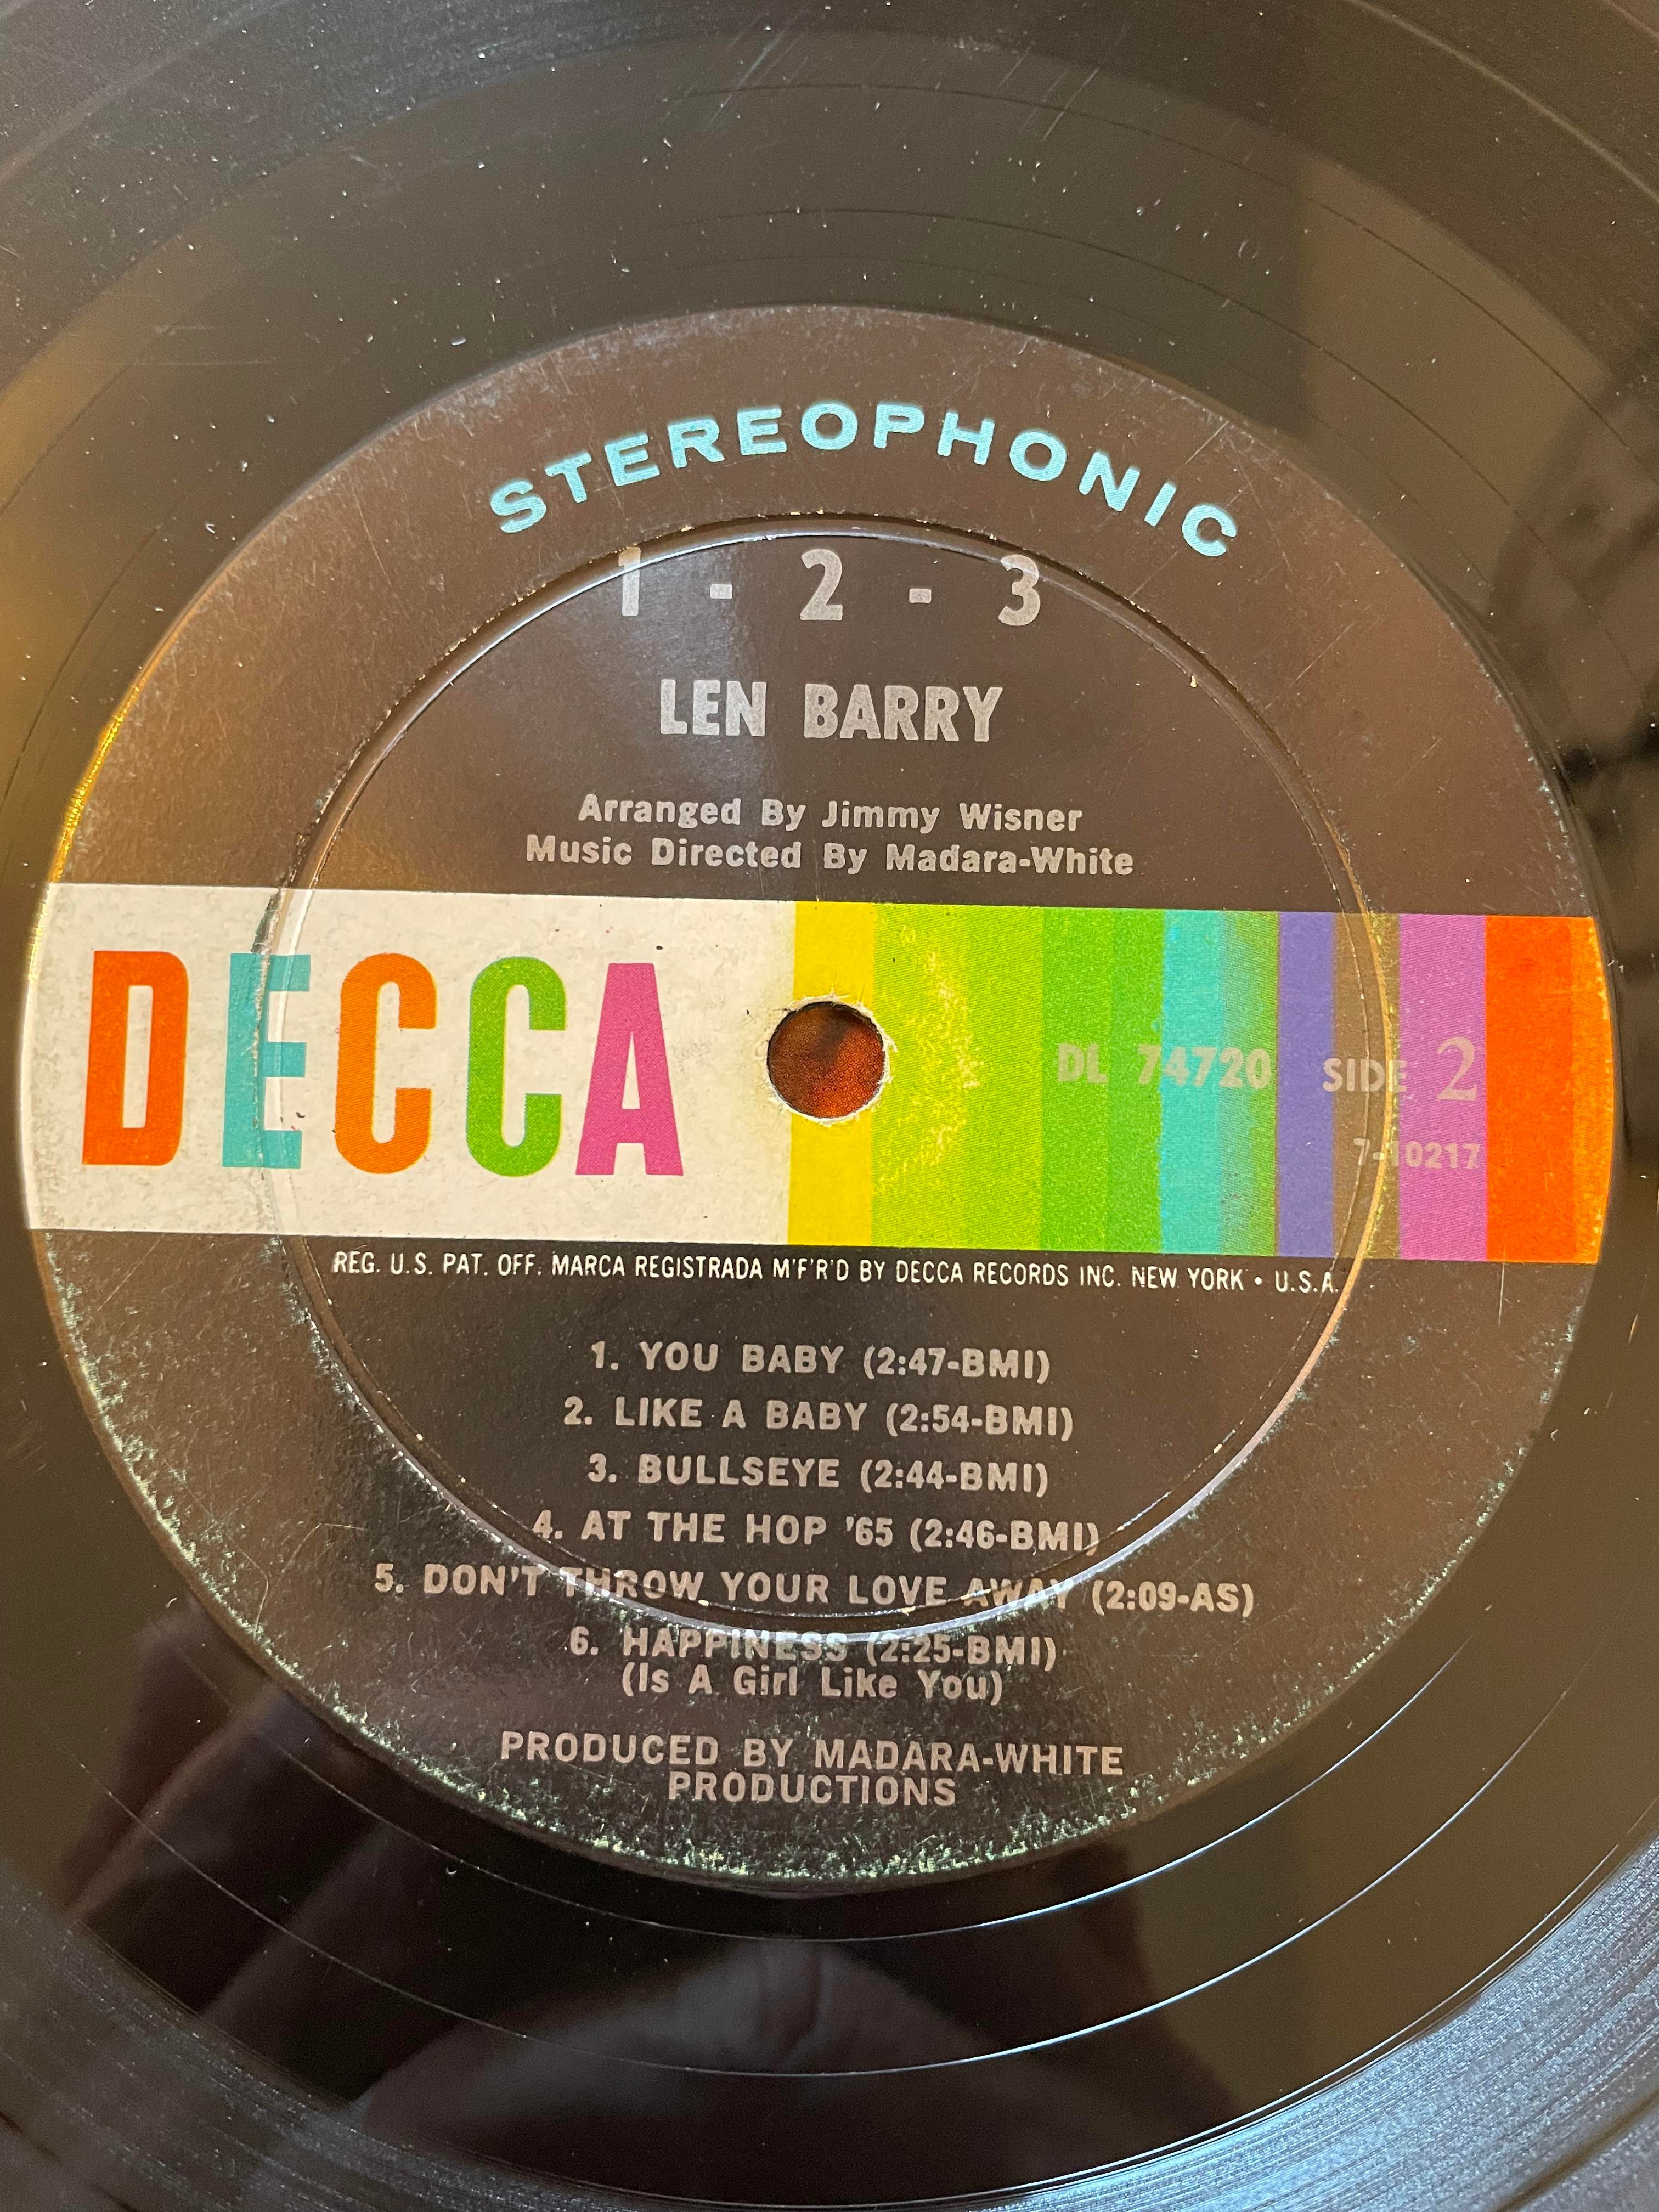 STEREOPHONIC
1 - 2 - 3
LEN BARRY
Arranged By Jimmy Wisner
Music Directed By Madara-White
DECCA
DL 74720 SIDE 2
7-10217
REG. U.S. PAT. OFF. MARCA REGISTRADA M'F'R'D BY DECCA RECORDS INC. NEW YORK • U.S.A.
1. YOU BABY (2:47-BMI)
2. LIKE A BABY (2:54-BMI)
3. BULLSEYE (2:44-BMI)
4. AT THE HOP '65 (2:46-BMI)
5. DON'T THROW YOUR LOVE AWAY (2:09-AS)
6. HAPPINESS (2:25-BMI)
(Is A Girl Like You)
PRODUCED BY MADARA-WHITE
PRODUCTIONS